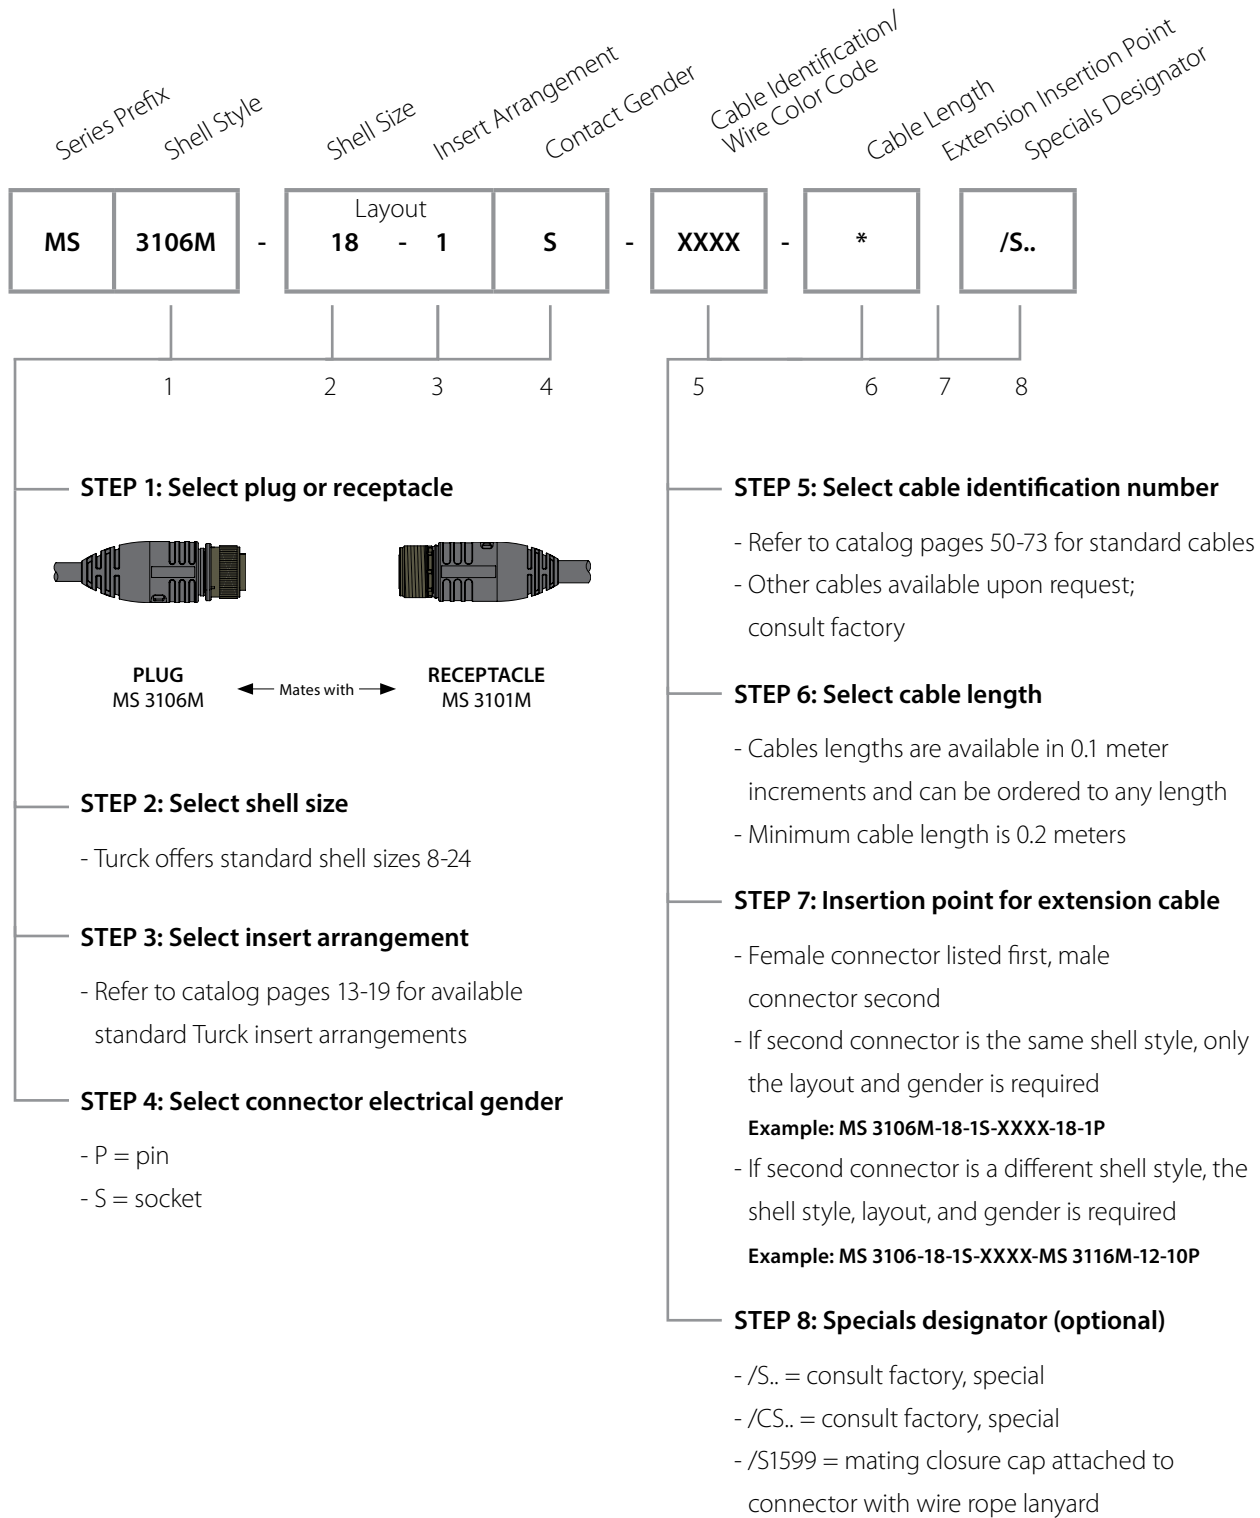 Series Prefix
Shell Style
Shell Size
Insert Arrangement
Contact Gender
Cable Identification/
Wire Color Code
Cable Length
Extension Insertion Point
Specials Designator
Layout
MS 3106M - 18 - 1 S - XXXX - * /S..
1 2 3 4 5 6 7 8
STEP 1: Select plug or receptacle
PLUG
MS 3106M
Mates with
RECEPTACLE
MS 3101M
STEP 2: Select shell size
- Turck offers standard shell sizes 8-24
STEP 3: Select insert arrangement
- Refer to catalog pages 13-19 for available
standard Turck insert arrangements
STEP 4: Select connector electrical gender
- P = pin
- S = socket
STEP 5: Select cable identification number
- Refer to catalog pages 50-73 for standard cables
- Other cables available upon request;
consult factory
STEP 6: Select cable length
- Cables lengths are available in 0.1 meter
increments and can be ordered to any length
- Minimum cable length is 0.2 meters
STEP 7: Insertion point for extension cable
- Female connector listed first, male
connector second
- If second connector is the same shell style, only
the layout and gender is required
Example: MS 3106M-18-1S-XXXX-18-1P
- If second connector is a different shell style, the
shell style, layout, and gender is required
Example: MS 3106-18-1S-XXXX-MS 3116M-12-10P
STEP 8: Specials designator (optional)
- /S.. = consult factory, special
- /CS.. = consult factory, special
- /S1599 = mating closure cap attached to
connector with wire rope lanyard